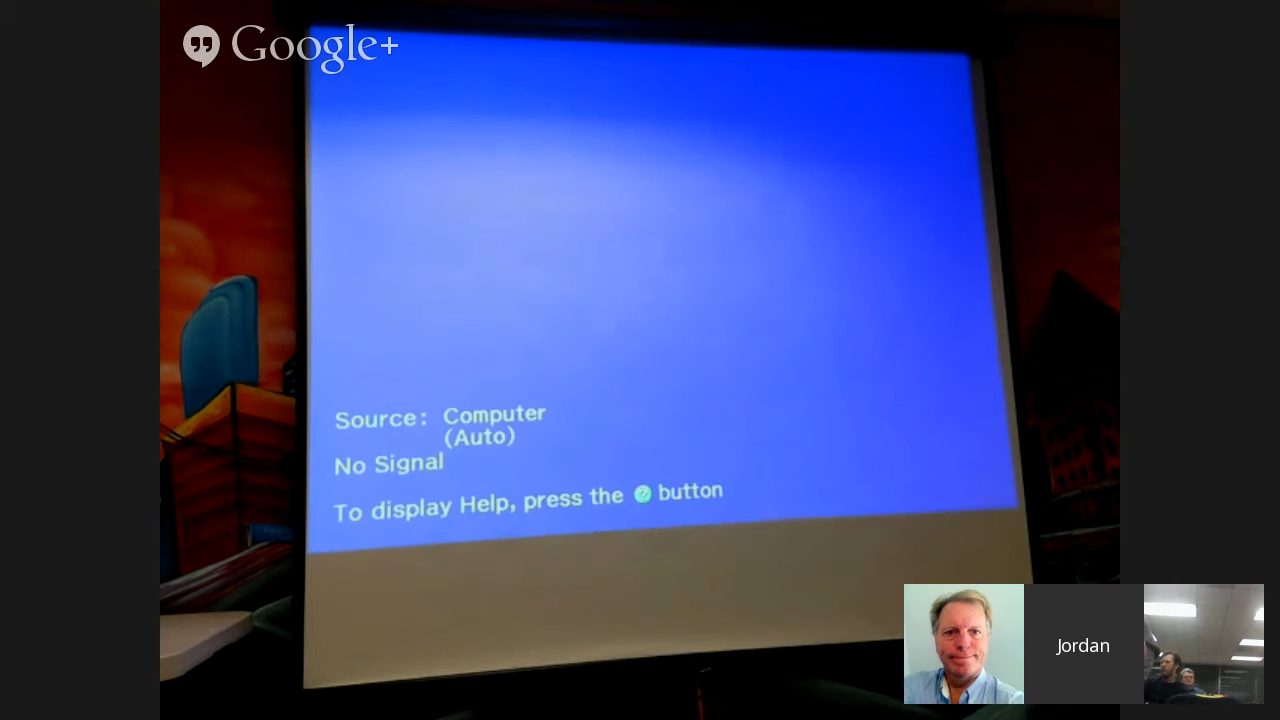 Google+
Source: Computer
(Auto)
No Signal
To display Help, press the ? button
Jordan